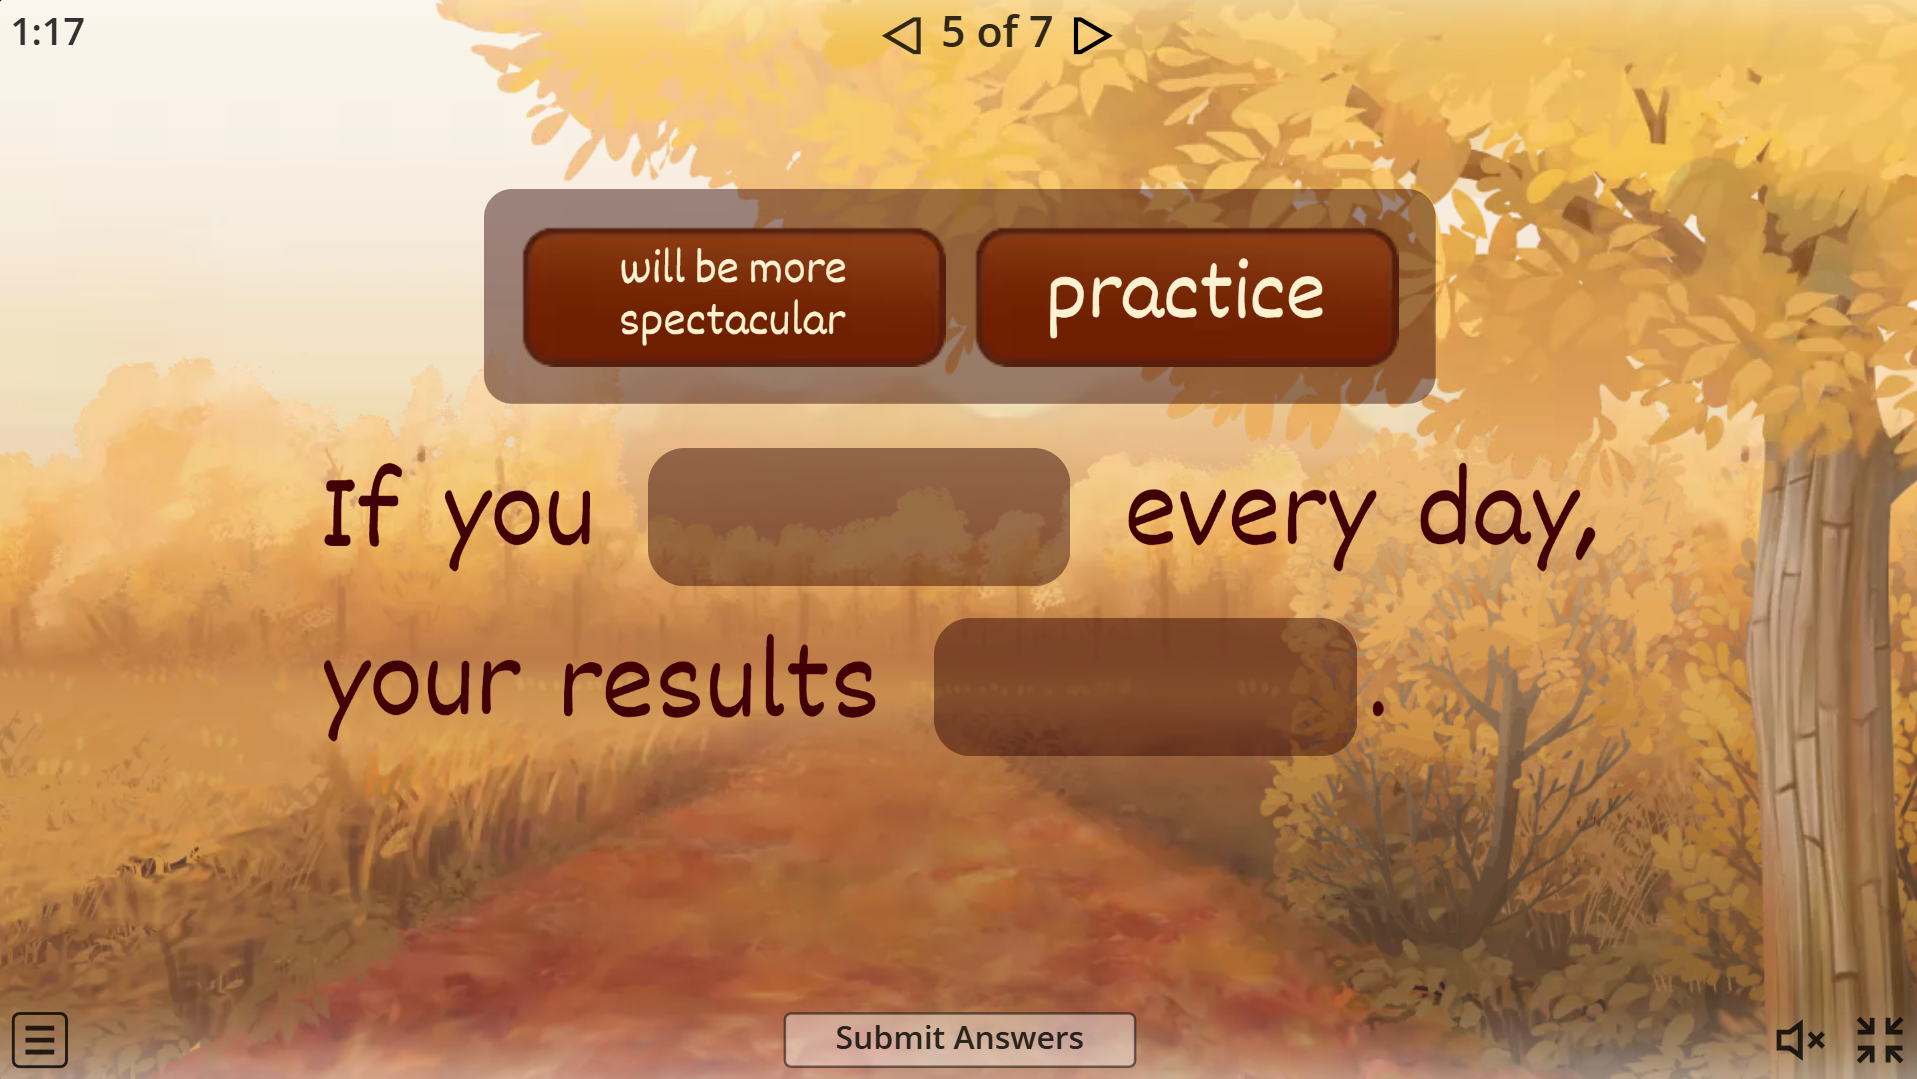 1:17
5 of 7
will be more
spectacular
practice
If you every day,
your results .
Submit Answers